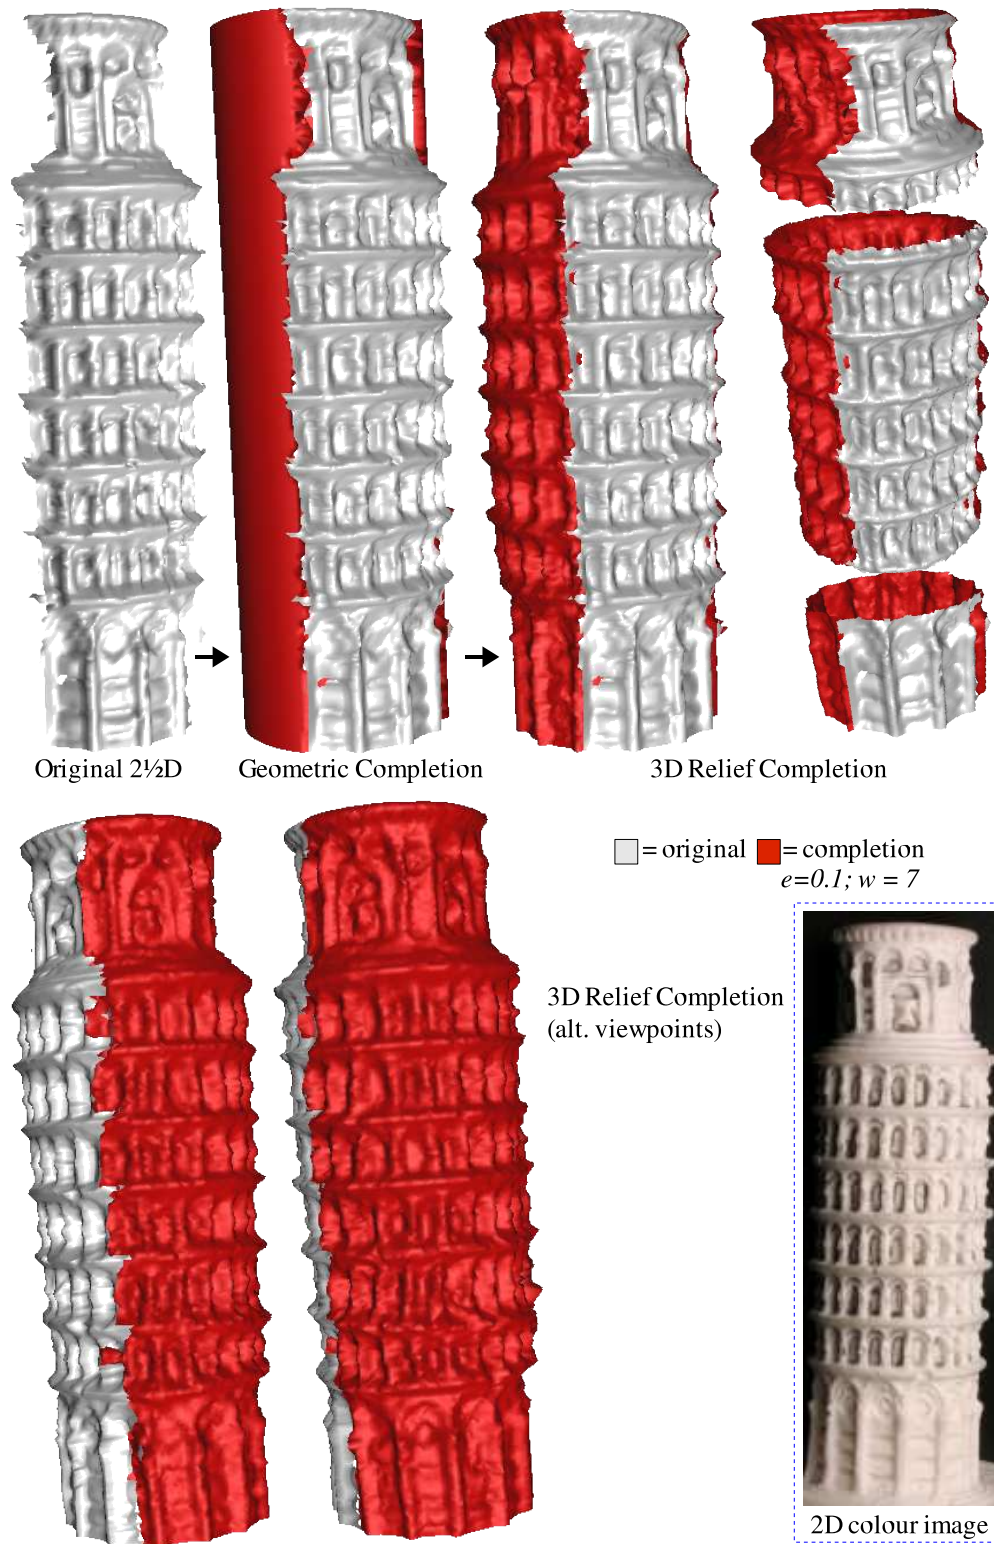 Original 2½D
Geometric Completion
3D Relief Completion
= original = completion
e=0.1; w = 7
3D Relief Completion
(alt. viewpoints)
2D colour image